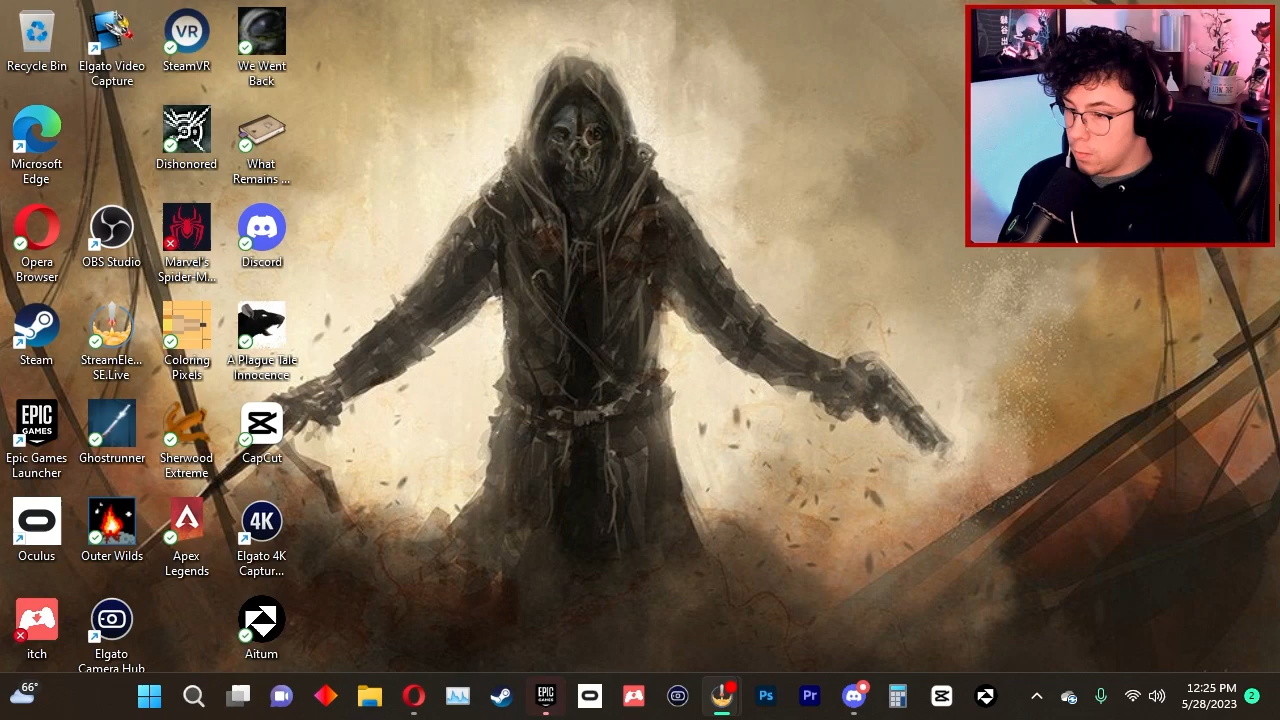 Recycle Bin
Elgato Video
Capture
VR
SteamVR
We Went
Back
Microsoft
Edge
Dishonored
What
Remains ...
Opera
Browser
OBS Studio
Marvel's
Spider-M...
Discord
Steam
StreamEle...
SE.Live
Coloring
Pixels
A Plague Tale
Innocence
EPIC
GAMES
Epic Games
Launcher
Ghostrunner
Sherwood
Extreme
CapCut
Oculus
Outer Wilds
Apex
Legends
4K
Elgato 4K
Captur...
itch
Elgato
Camera Hub
Aitum
66°
EPIC
GAMES
Ps
Pr
12:25 PM
5/28/2023
2